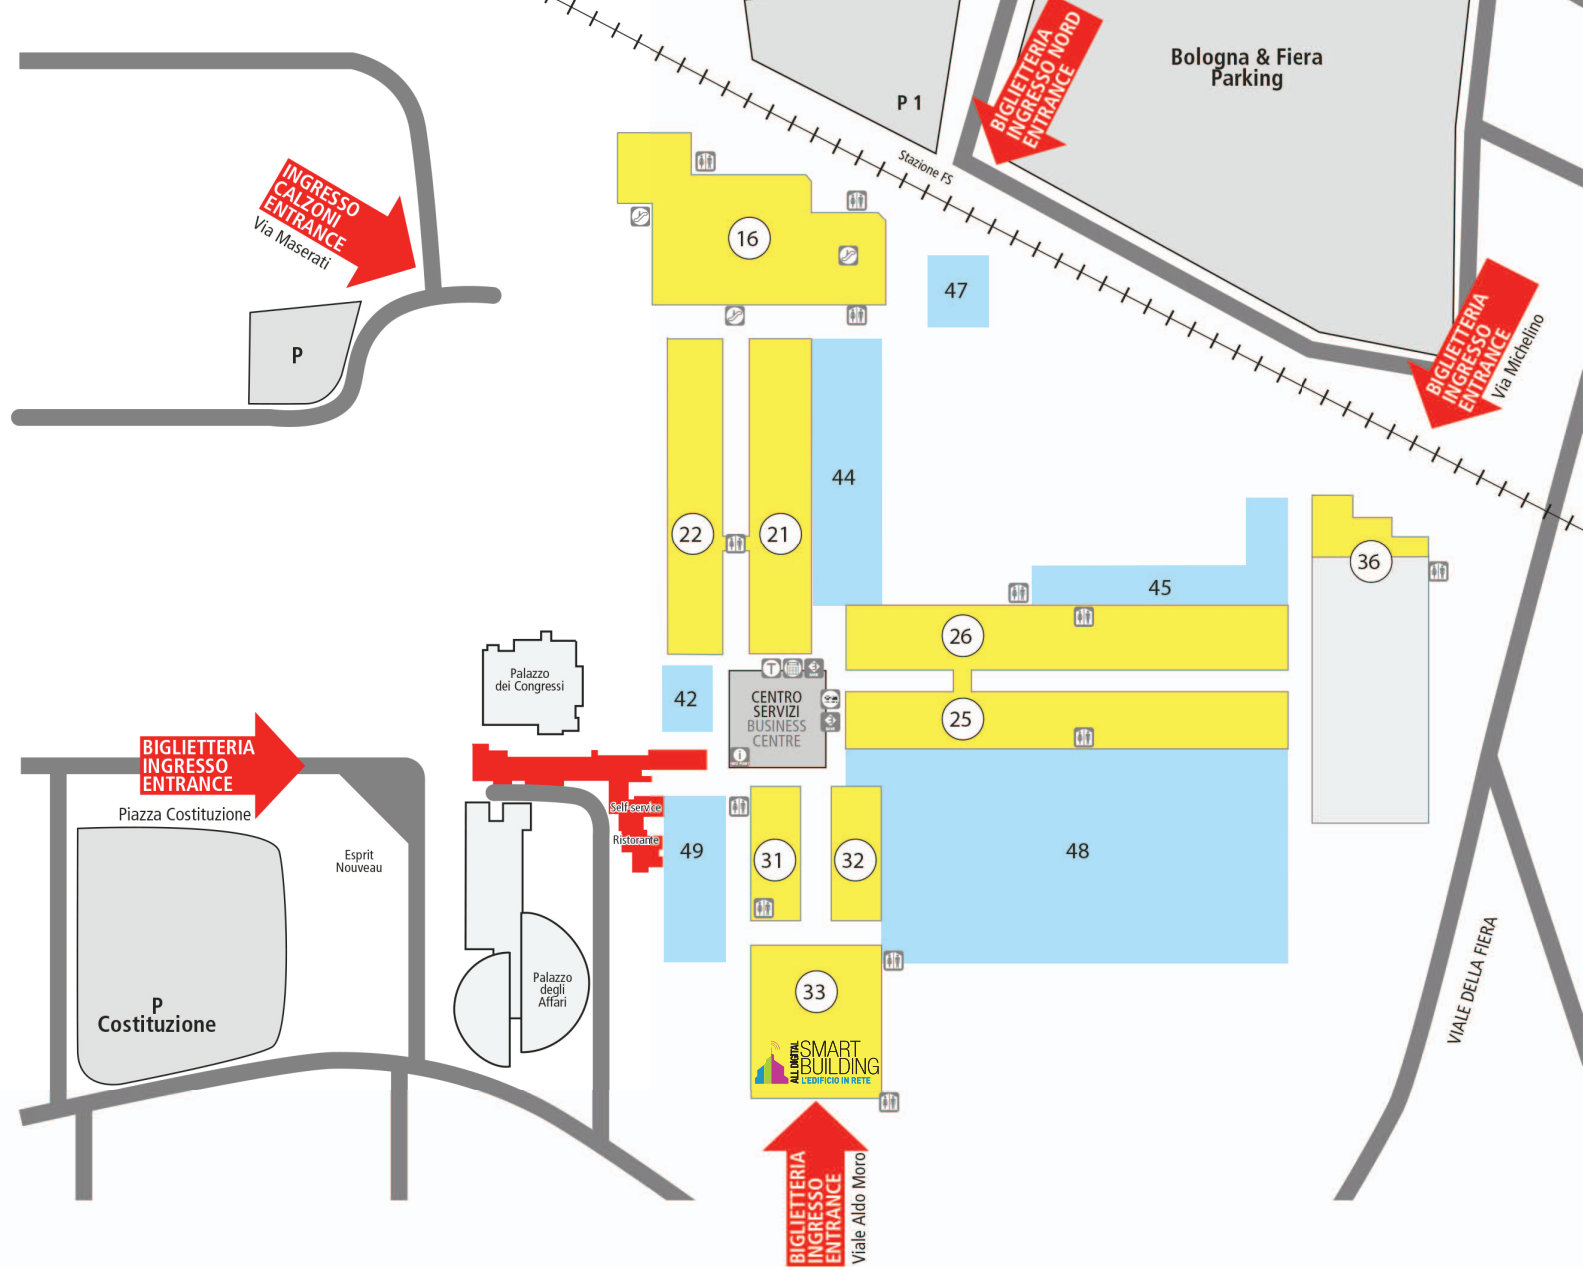 BIGLIETTERIA
INGRESSO NORD
ENTRANCE
Bologna & Fiera
Parking
P 1
Stazione FS
INGRESSO
CALZONI
ENTRANCE
Via Maserati
16
47
BIGLIETTERIA
INGRESSO
ENTRANCE
Via Michelino
P
44
22
21
36
45
26
Palazzo
dei Congressi
42
T
CENTRO
SERVIZI
BUSINESS
CENTRE
i
25
BIGLIETTERIA
INGRESSO
ENTRANCE
Piazza Costituzione
Self-service
Ristorante
49
31
32
48
Esprit
Nouveau
VIALE DELLA FIERA
Palazzo
degli
Affari
33
P
Costituzione
ALL DIGITAL
SMART
BUILDING
L'EDIFICIO IN RETE
BIGLIETTERIA
INGRESSO
ENTRANCE
Viale Aldo Moro